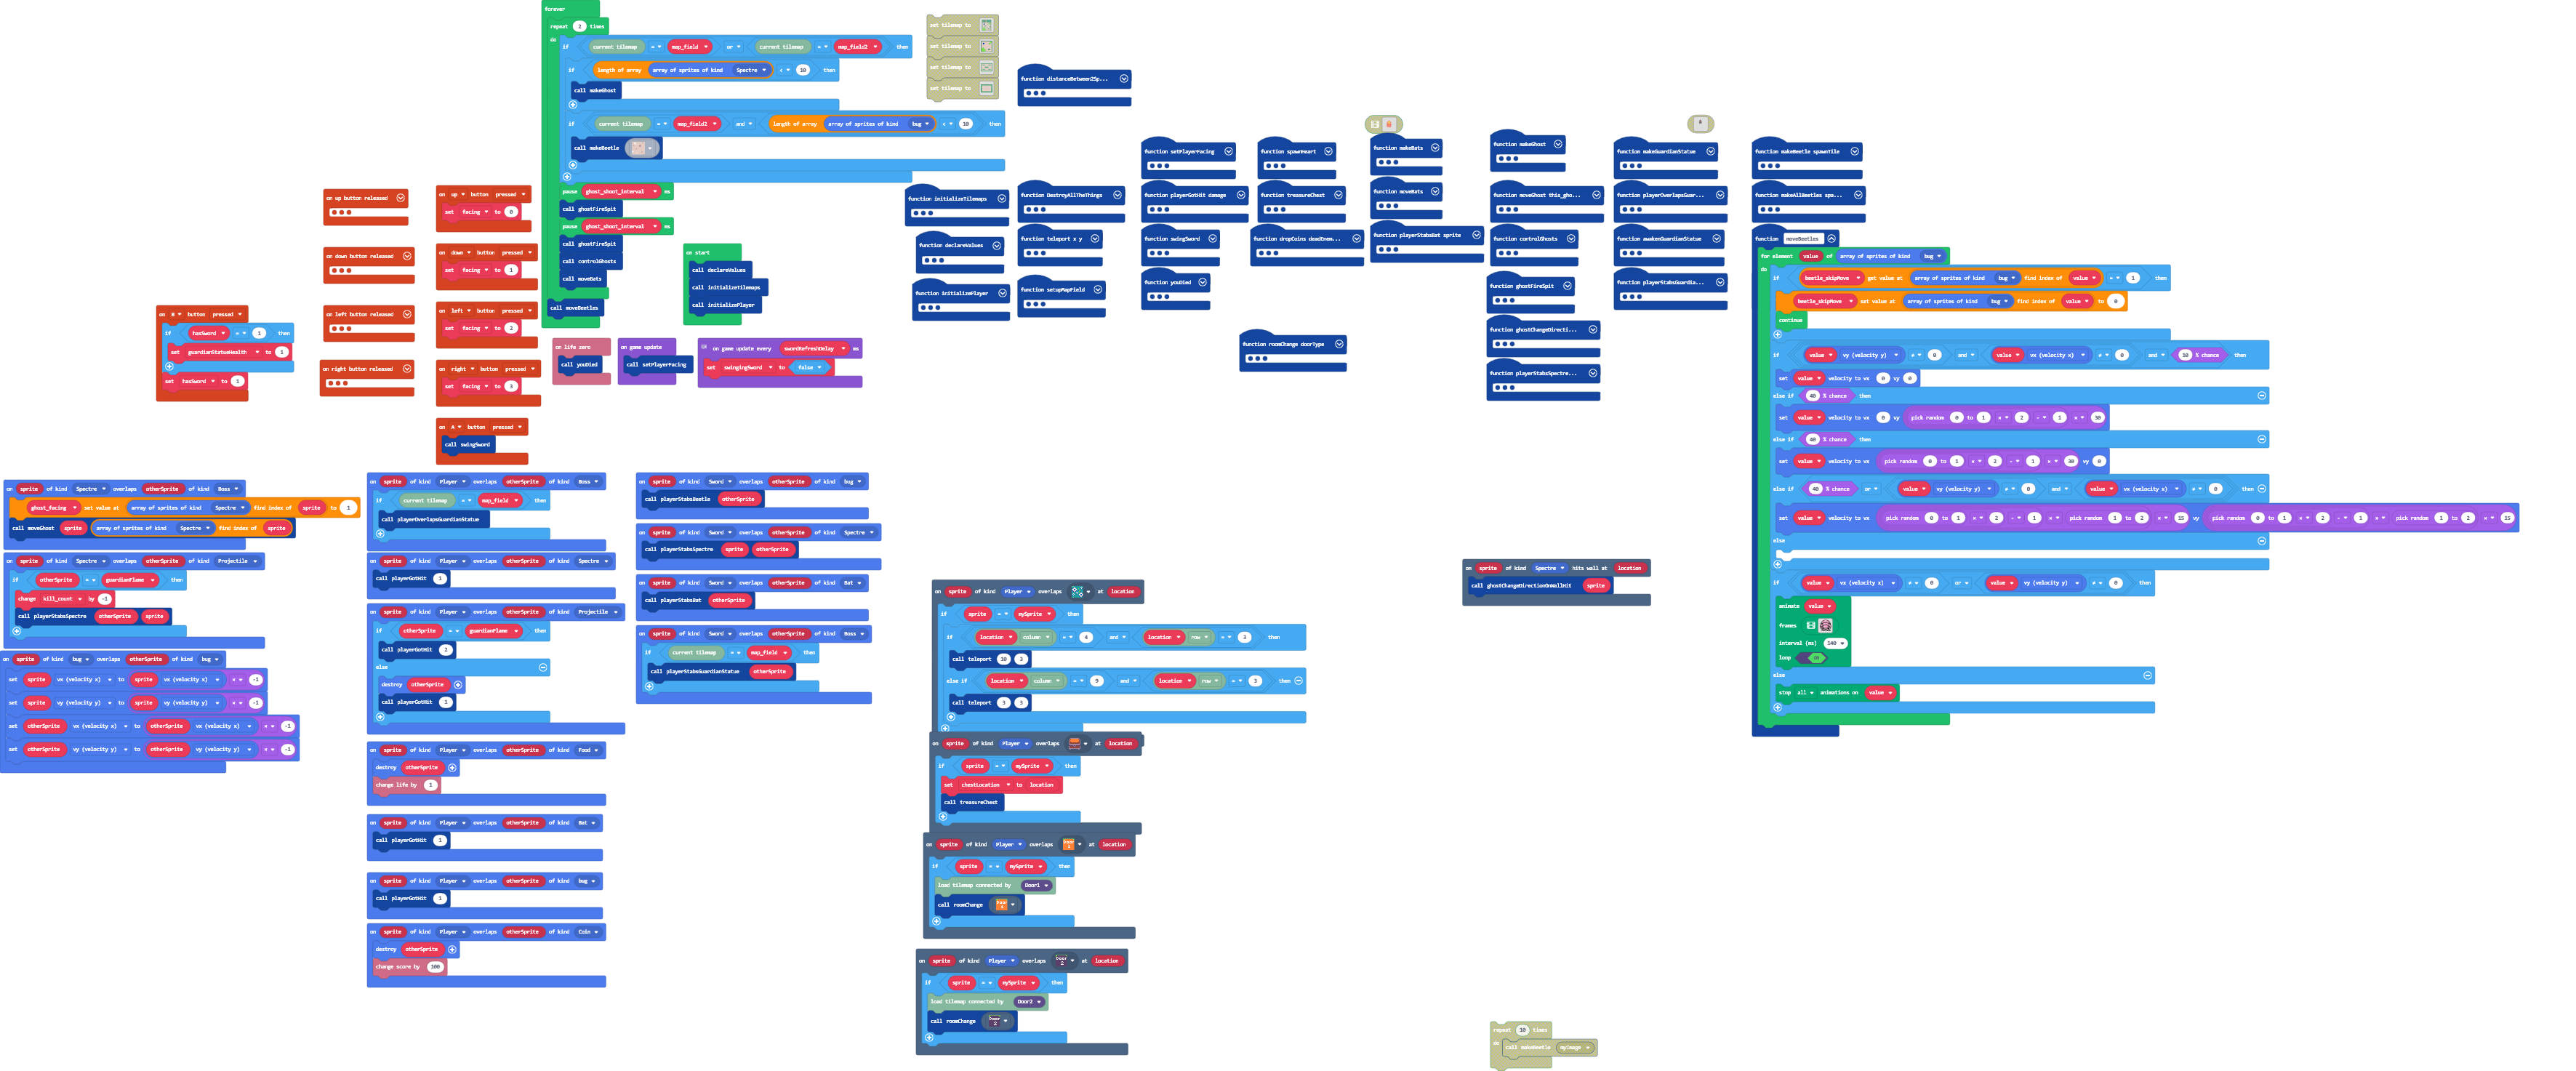 forever
repeat 2 times
do
if current tilemap = map_field or current tilemap = map_field2 then
if length of array array of sprites of kind Spectre < 10 then
call makeGhost
if current tilemap = map_field2 and length of array array of sprites of kind bug < 10 then
call makeBeetle
pause ghost_shoot_interval ms
call ghostFireSpit
pause ghost_shoot_interval ms
call ghostFireSpit
call controlGhosts
call moveBats
call moveBeetles
set tilemap to
set tilemap to
set tilemap to
set tilemap to
on start
call declareValues
call initializeTilemaps
call initializePlayer
on life zero
call youDied
on game update
call setPlayerFacing
on game update every swordRefreshDelay ms
set swingingSword to false
on up button released
on down button released
on left button released
on right button released
on up button pressed
set facing to 0
on down button pressed
set facing to 1
on left button pressed
set facing to 2
on right button pressed
set facing to 3
on A button pressed
call swingSword
on B button pressed
if hasSword = 1 then
set guardianStatueHealth to 1
set hasSword to 1
function distanceBetween2Sp...
function initializeTilemaps
function declareValues
function initializePlayer
function DestroyAllTheThings
function teleport x y
function setupMapField
function setPlayerFacing
function playerGotHit damage
function swingSword
function youDied
function spawnHeart
function treasureChest
function dropCoins deadEnem...
function roomChange doorType
function makeBats
function moveBats
function playerStabsBat sprite
function makeGhost
function moveGhost this_gho...
function controlGhosts
function ghostFireSpit
function ghostChangeDirecti...
function playerStabsSpectre...
function makeGuardianStatue
function playerOverlapsGuar...
function awakenGuardianStatue
function playerStabsGuardia...
function makeBeetle spawnTile
function makeAllBeetles spa...
function moveBeetles
for element value of array of sprites of kind bug
do
if beetle_skipMove get value at array of sprites of kind bug find index of value = 1 then
beetle_skipMove set value at array of sprites of kind bug find index of value to 0
continue
if value vy (velocity y) ≠ 0 and value vx (velocity x) ≠ 0 and 10 % chance then
set value velocity to vx 0 vy 0
else if 40 % chance then
set value velocity to vx 0 vy pick random 0 to 1 × 2 - 1 × 30
else if 40 % chance then
set value velocity to vx pick random 0 to 1 × 2 - 1 × 30 vy 0
else if 40 % chance or value vy (velocity y) ≠ 0 and value vx (velocity x) ≠ 0 then
set value velocity to vx pick random 0 to 1 × 2 - 1 × pick random 1 to 2 × 15 vy pick random 0 to 1 × 2 - 1 × pick random 1 to 2 × 15
else
if value vx (velocity x) ≠ 0 or value vy (velocity y) ≠ 0 then
animate value
frames
interval (ms) 140
loop ON
else
stop all animations on value
on sprite of kind Spectre overlaps otherSprite of kind Boss
ghost_facing set value at array of sprites of kind Spectre find index of sprite to 1
call moveGhost sprite array of sprites of kind Spectre find index of sprite
on sprite of kind Spectre overlaps otherSprite of kind Projectile
if otherSprite = guardianFlame then
change kill_count by -1
call playerStabsSpectre otherSprite sprite
on sprite of kind bug overlaps otherSprite of kind bug
set sprite vx (velocity x) to sprite vx (velocity x) × -1
set sprite vy (velocity y) to sprite vy (velocity y) × -1
set otherSprite vx (velocity x) to otherSprite vx (velocity x) × -1
set otherSprite vy (velocity y) to otherSprite vy (velocity y) × -1
on sprite of kind Player overlaps otherSprite of kind Boss
if current tilemap = map_field then
call playerOverlapsGuardianStatue
on sprite of kind Player overlaps otherSprite of kind Spectre
call playerGotHit 1
on sprite of kind Player overlaps otherSprite of kind Projectile
if otherSprite = guardianFlame then
call playerGotHit 2
else
destroy otherSprite
call playerGotHit 1
on sprite of kind Player overlaps otherSprite of kind Food
destroy otherSprite
change life by 1
on sprite of kind Player overlaps otherSprite of kind Bat
call playerGotHit 1
on sprite of kind Player overlaps otherSprite of kind bug
call playerGotHit 1
on sprite of kind Player overlaps otherSprite of kind Coin
destroy otherSprite
change score by 100
on sprite of kind Sword overlaps otherSprite of kind bug
call playerStabsBeetle otherSprite
on sprite of kind Sword overlaps otherSprite of kind Spectre
call playerStabsSpectre sprite otherSprite
on sprite of kind Sword overlaps otherSprite of kind Bat
call playerStabsBat otherSprite
on sprite of kind Sword overlaps otherSprite of kind Boss
if current tilemap = map_field then
call playerStabsGuardianStatue otherSprite
on sprite of kind Player overlaps at location
if sprite = mySprite then
if location column = 4 and location row = 3 then
call teleport 10 3
else if location column = 9 and location row = 3 then
call teleport 3 3
on sprite of kind Player overlaps at location
if sprite = mySprite then
set chestLocation to location
call treasureChest
on sprite of kind Player overlaps door 1 at location
if sprite = mySprite then
load tilemap connected by Door1
call roomChange door 1
on sprite of kind Player overlaps door 2 at location
if sprite = mySprite then
load tilemap connected by Door2
call roomChange door 2
on sprite of kind Spectre hits wall at location
call ghostChangeDirectionOnWallHit sprite
repeat 10 times
do call makeBeetle myImage